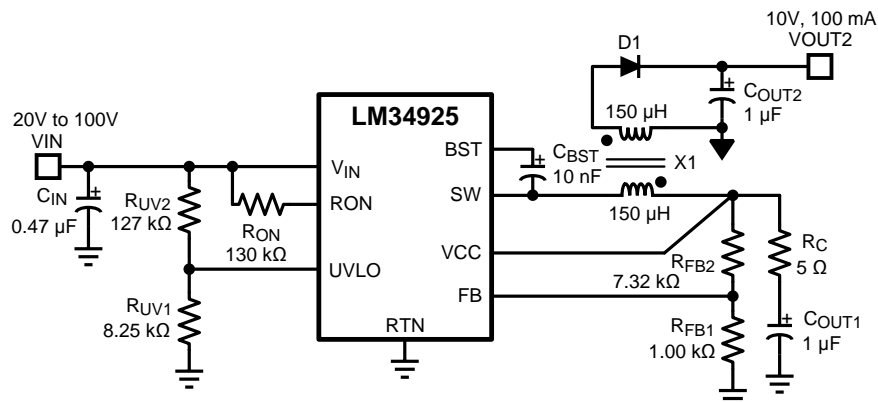 10V, 100 mA
VOUT2
D1
LM34925
20V to 100V
VIN
150 µH
COUT2
1 µF
BST
CBST
10 nF
X1
VIN
CIN
0.47 µF
RUV2
127 kΩ
RON
RON
130 kΩ
SW
150 µH
VCC
RFB2
7.32 kΩ
RC
5 Ω
UVLO
FB
RUV1
8.25 kΩ
RTN
RFB1
1.00 kΩ
COUT1
1 µF
+
+
+
+